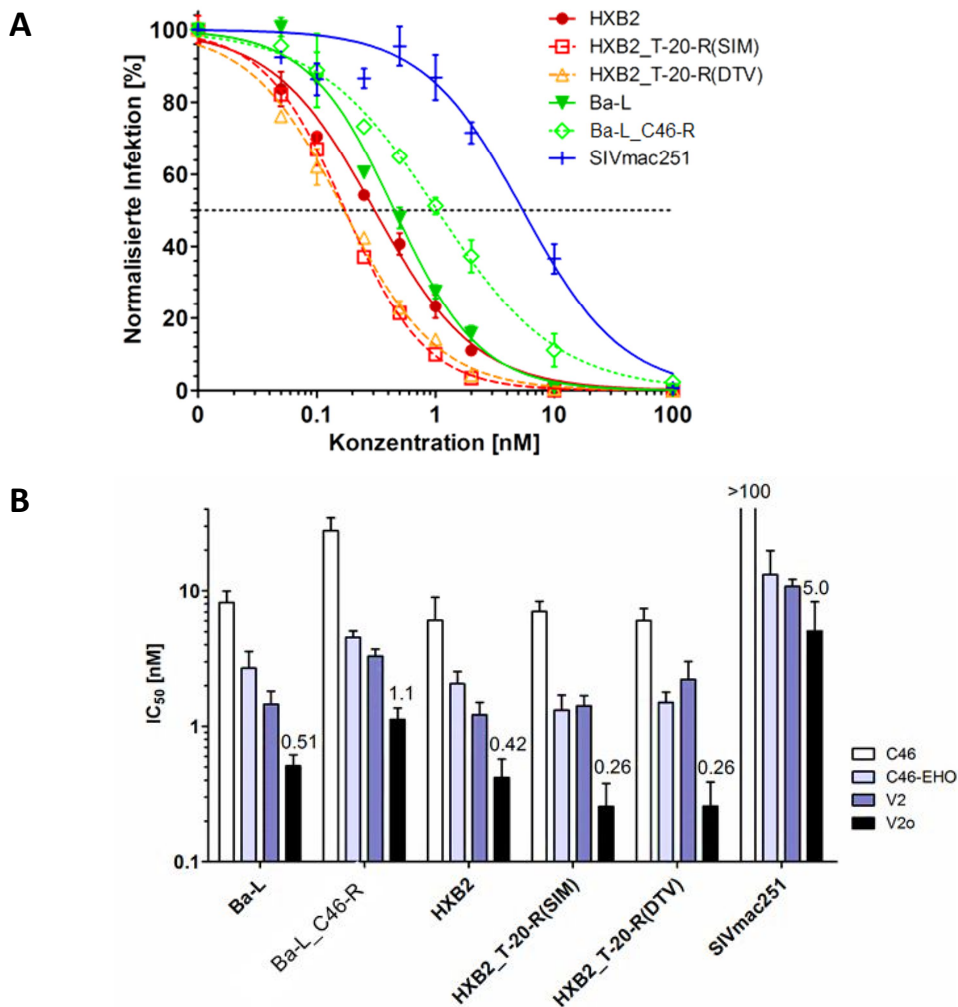 A
Normalisierte Infektion [%]
100
80
60
40
20
0
0
0.1
1
10
100
Konzentration [nM]
HXB2
HXB2_T-20-R(SIM)
HXB2_T-20-R(DTV)
Ba-L
Ba-L_C46-R
SIVmac251
B
IC50 [nM]
10
1
0.1
0.51
1.1
0.42
0.26
0.26
>100
5.0
Ba-L
Ba-L_C46-R
HXB2
HXB2_T-20-R(SIM)
HXB2_T-20-R(DTV)
SIVmac251
C46
C46-EHO
V2
V2o